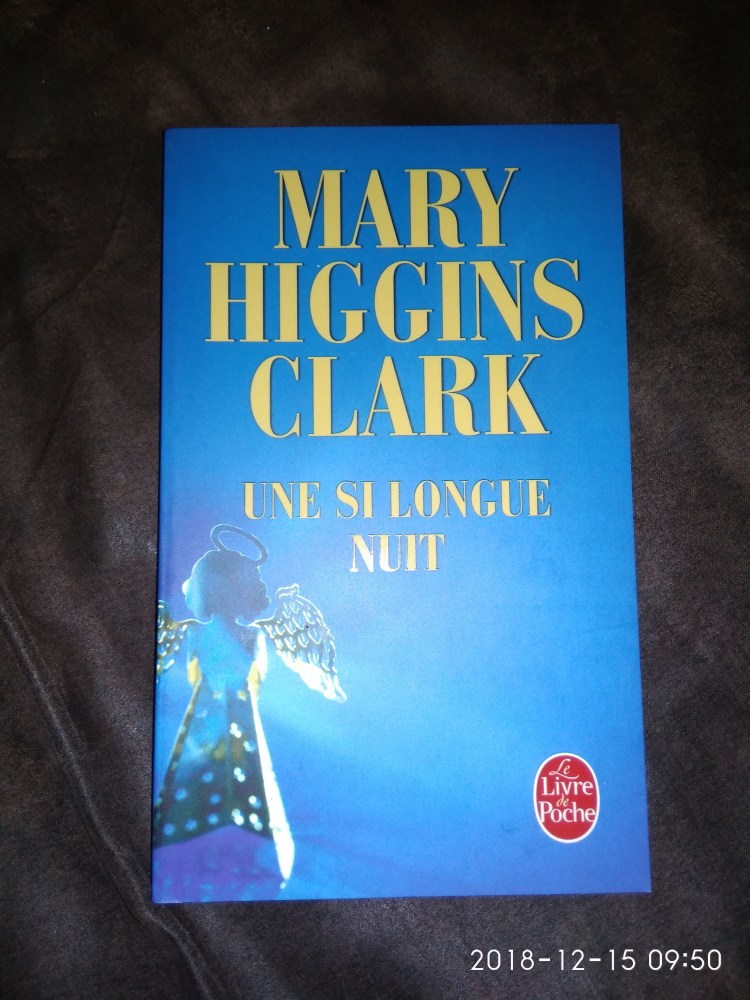 MARY
HIGGINS
CLARK
UNE SI LONGUE
NUIT
Le
Livre
de
Poche
2018-12-15 09:50